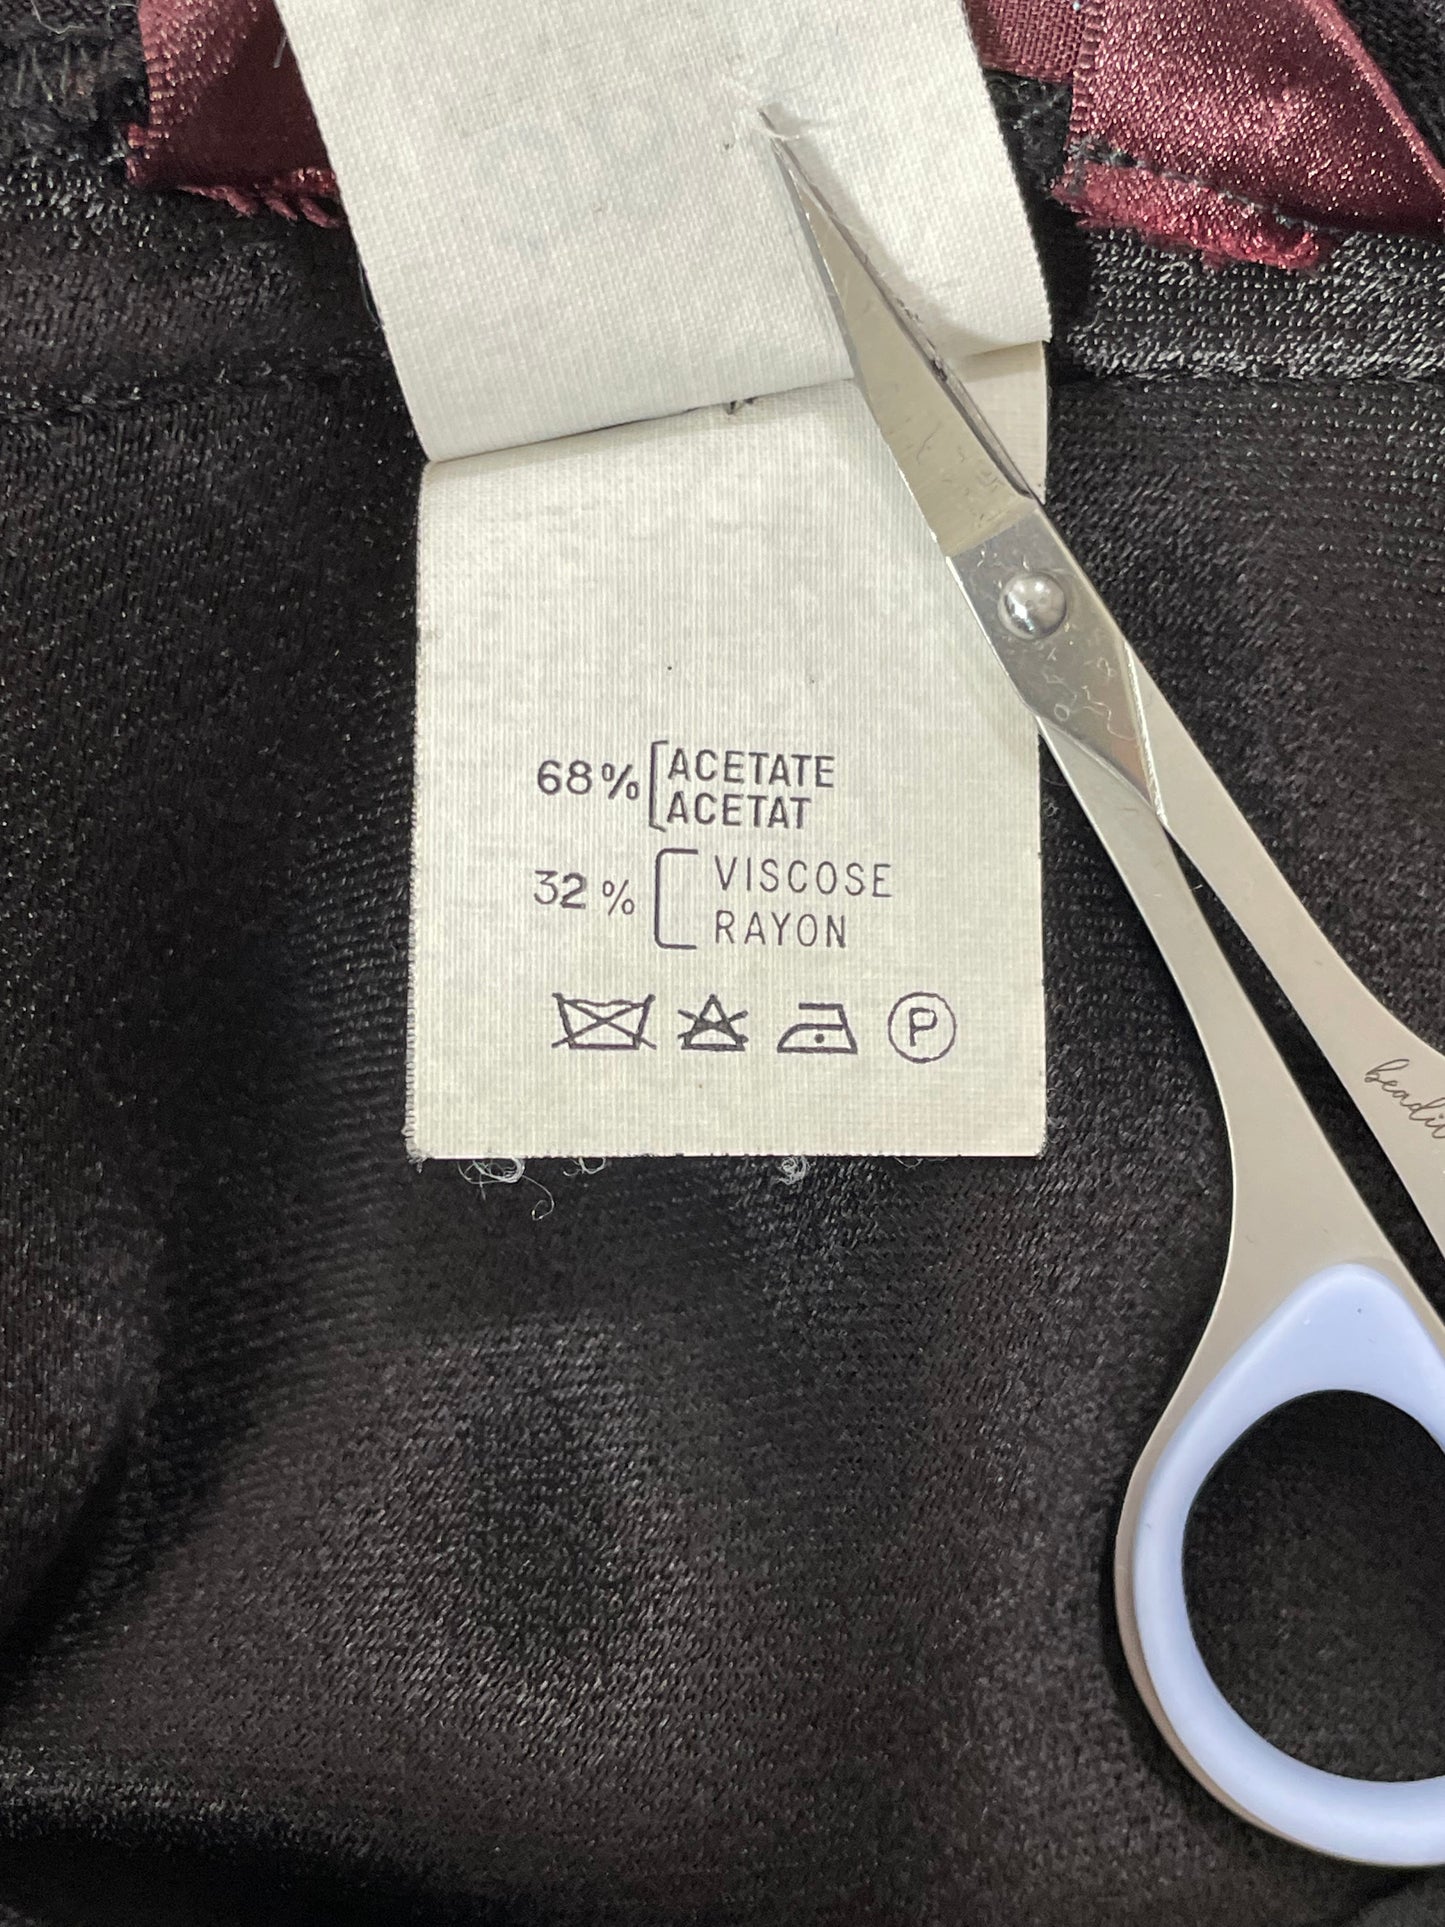 68% ACETATE
ACETAT
32% VISCOSE
RAYON
P